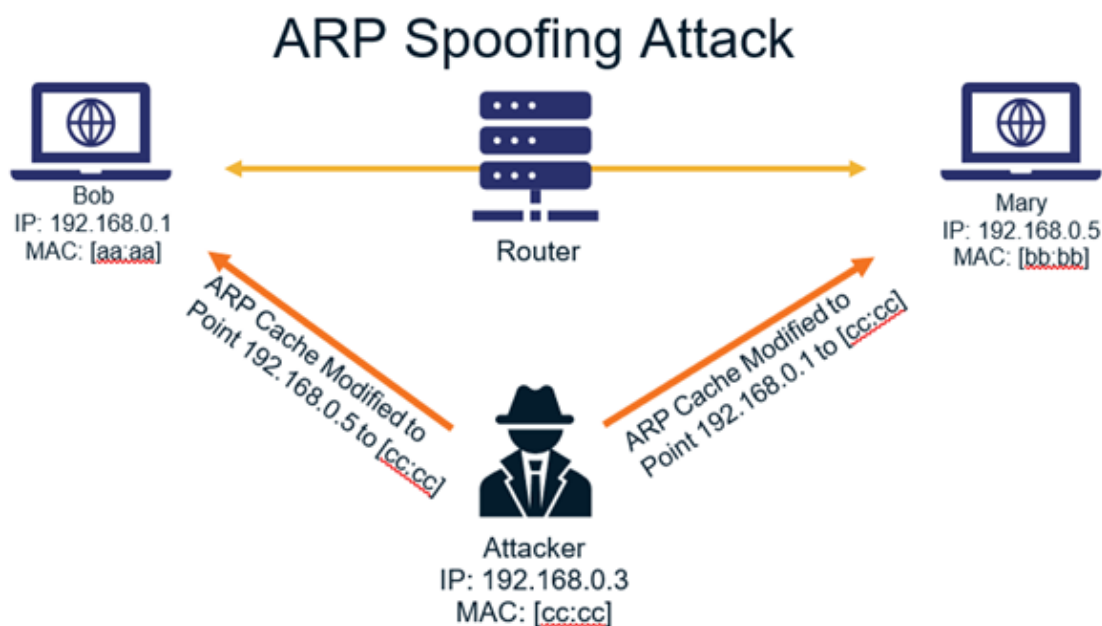 ARP Spoofing Attack
Bob
IP: 192.168.0.1
MAC: [aa:aa]
Router
Mary
IP: 192.168.0.5
MAC: [bb:bb]
ARP Cache Modified to
Point 192.168.0.5 to [cc:cc]
ARP Cache Modified to
Point 192.168.0.1 to [cc:cc]
Attacker
IP: 192.168.0.3
MAC: [cc:cc]